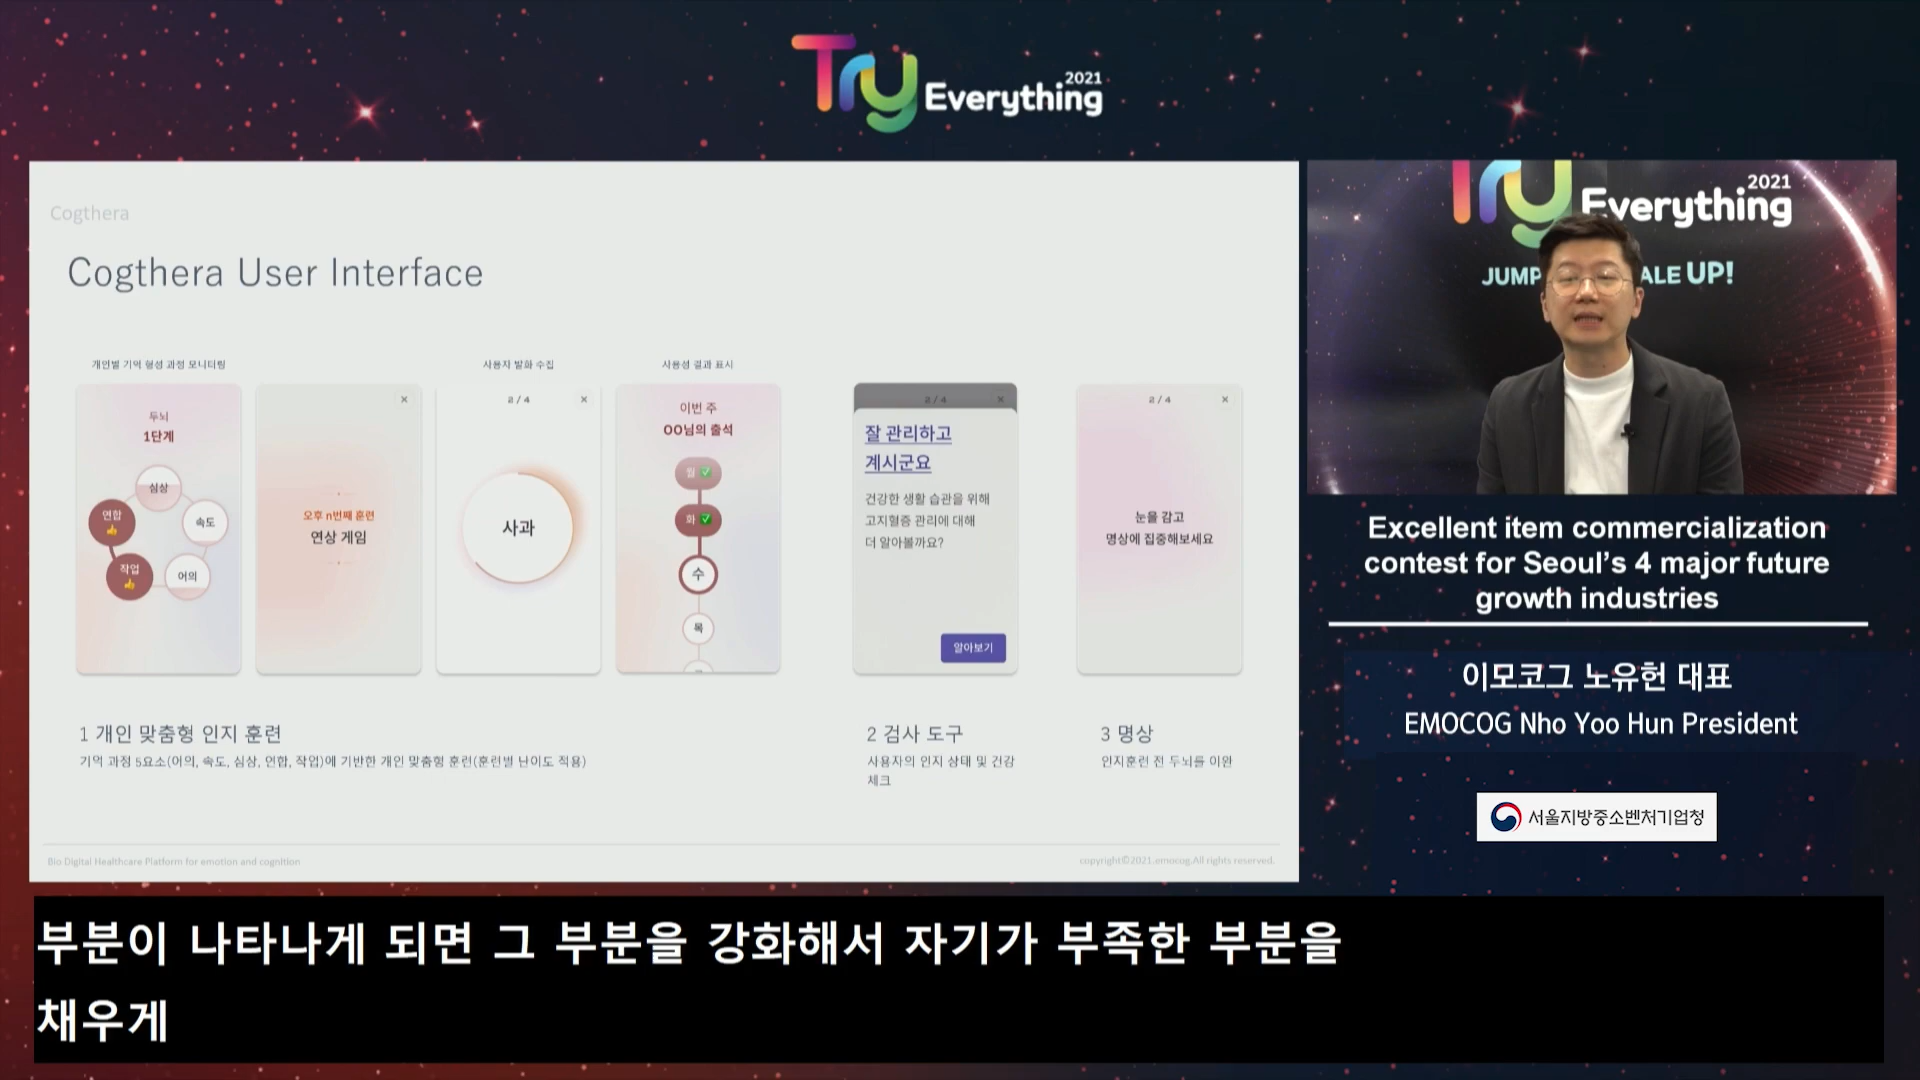 Try Everything 2021
Cogthera
Cogthera User Interface
개인별 기억 형성 과정 모니터링
사용자 발화 수집
사용성 결과 표시
두뇌
1단계
심상
연합
속도
작업
어의
오후 n번째 훈련
연상 게임
2 / 4
사과
이번 주
OO님의 출석
월
화
수
목
2 / 4
잘 관리하고
계시군요
건강한 생활 습관을 위해
고지혈증 관리에 대해
더 알아볼까요?
알아보기
2 / 4
눈을 감고
명상에 집중해보세요
1 개인 맞춤형 인지 훈련
기억 과정 5요소(어의, 속도, 심상, 연합, 작업)에 기반한 개인 맞춤형 훈련(훈련별 난이도 적용)
2 검사 도구
사용자의 인지 상태 및 건강
체크
3 명상
인지훈련 전 두뇌를 이완
Bio Digital Healthcare Platform for emotion and cognition
copyright©2021.emocog.All rights reserved.
Try Everything 2021
JUMP ALE UP!
Excellent item commercialization
contest for Seoul’s 4 major future
growth industries
이모코그 노유헌 대표
EMOCOG Nho Yoo Hun President
서울지방중소벤처기업청
부분이 나타나게 되면 그 부분을 강화해서 자기가 부족한 부분을
채우게